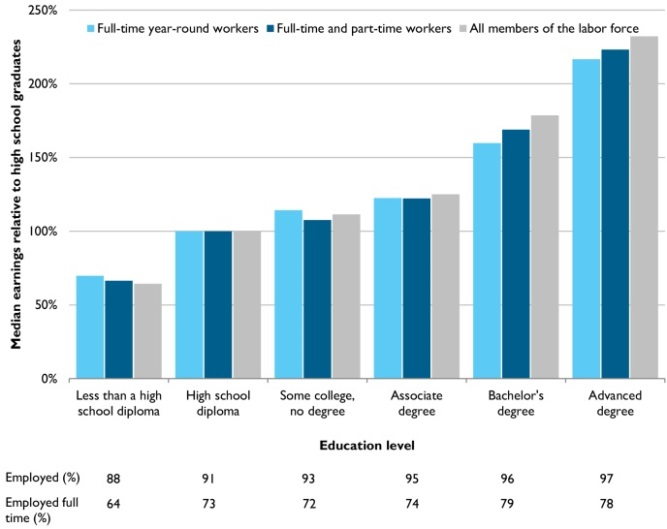 250%
Full-time year-round workers Full-time and part-time workers All members of the labor force
200%
150%
100%
50%
0%
Median earnings relative to high school graduates
Less than a high school diploma
High school diploma
Some college, no degree
Associate degree
Bachelor's degree
Advanced degree
Education level
Employed (%) 88 91 93 95 96 97
Employed full time (%) 64 73 72 74 79 78